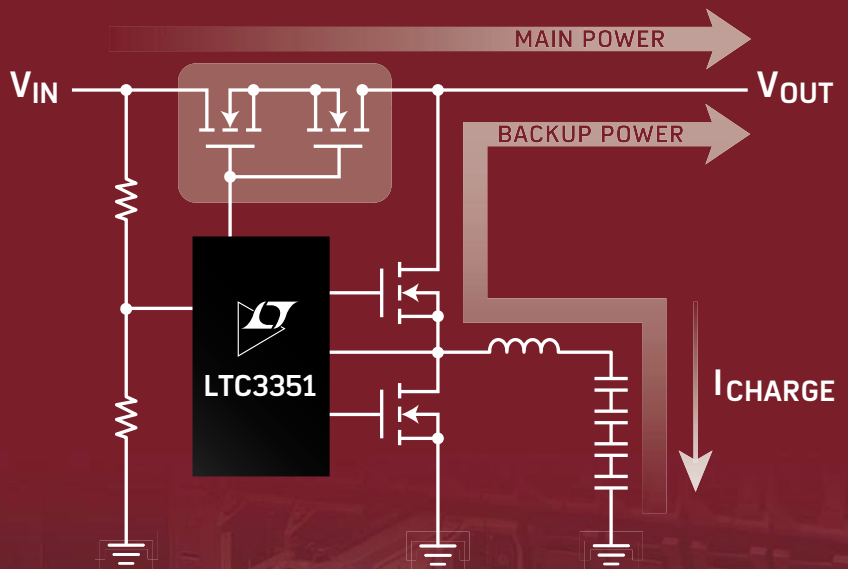 MAIN POWER
VIN
VOUT
BACKUP POWER
LTC3351
ICHARGE